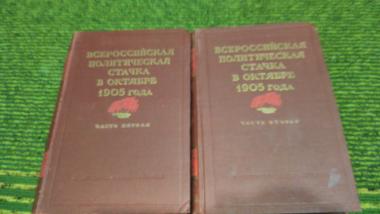 ВСЕРОССИЙСКАЯ
ПОЛИТИЧЕСКАЯ
СТАЧКА
В ОКТЯБРЕ
1905 ГОДА
ЧАСТЬ ПЕРВАЯ
ВСЕРОССИЙСКАЯ
ПОЛИТИЧЕСКАЯ
СТАЧКА
В ОКТЯБРЕ
1905 ГОДА
ЧАСТЬ ВТОРАЯ